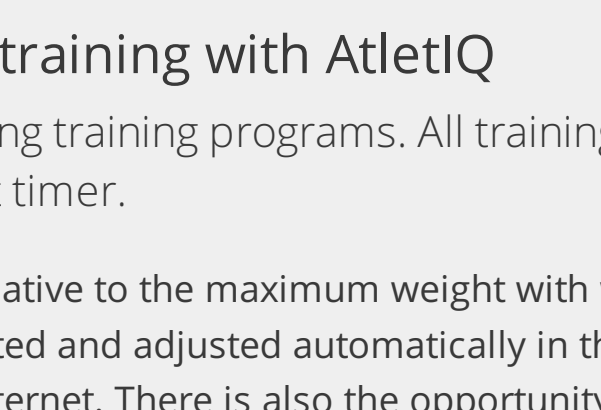 training with AtletIQ
ng training programs. All training
timer.
ative to the maximum weight with
ted and adjusted automatically in th
ternet. There is also the opportunity